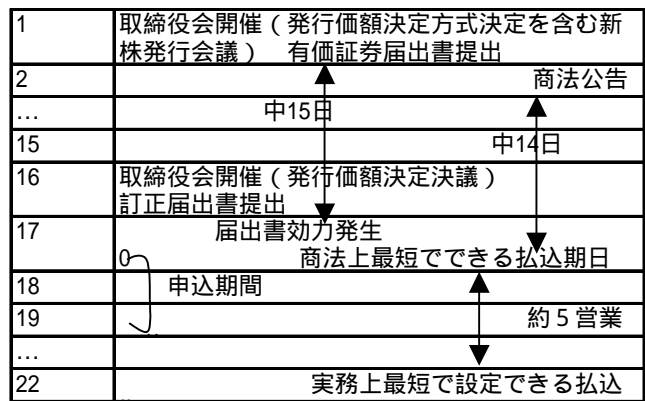 1 取締役会開催（発行価額決定方式決定を含む新
株発行会議） 有価証券届出書提出
2 商法公告
… 中15日
15 中14日
16 取締役会開催（発行価額決定決議）
訂正届出書提出
17 届出書効力発生
0 商法上最短でできる払込期日
18 申込期間
19 約５営業
…
22 実務上最短で設定できる払込